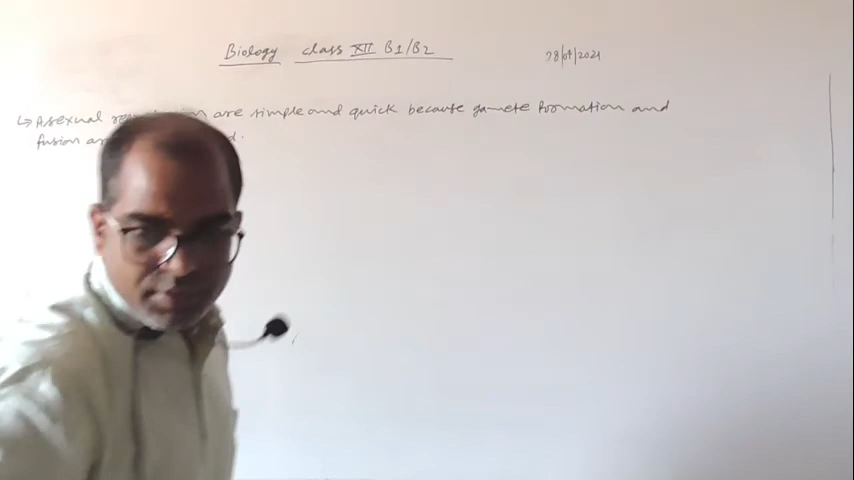 Biology class XII B1/B2
28/04/2021
↳ Asexual are simple and quick because gamete formation and
fusion